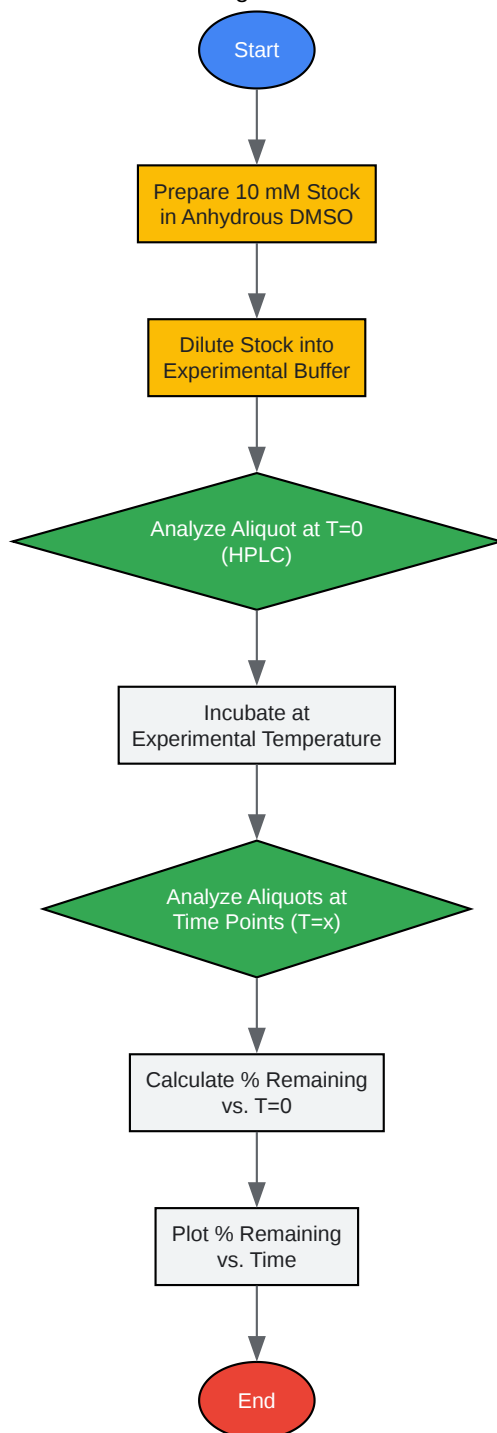 Start
Prepare 10 mM Stock
in Anhydrous DMSO
Dilute Stock into
Experimental Buffer
Analyze Aliquot at T=0
(HPLC)
Incubate at
Experimental Temperature
Analyze Aliquots at
Time Points (T=x)
Calculate % Remaining
vs. T=0
Plot % Remaining
vs. Time
End